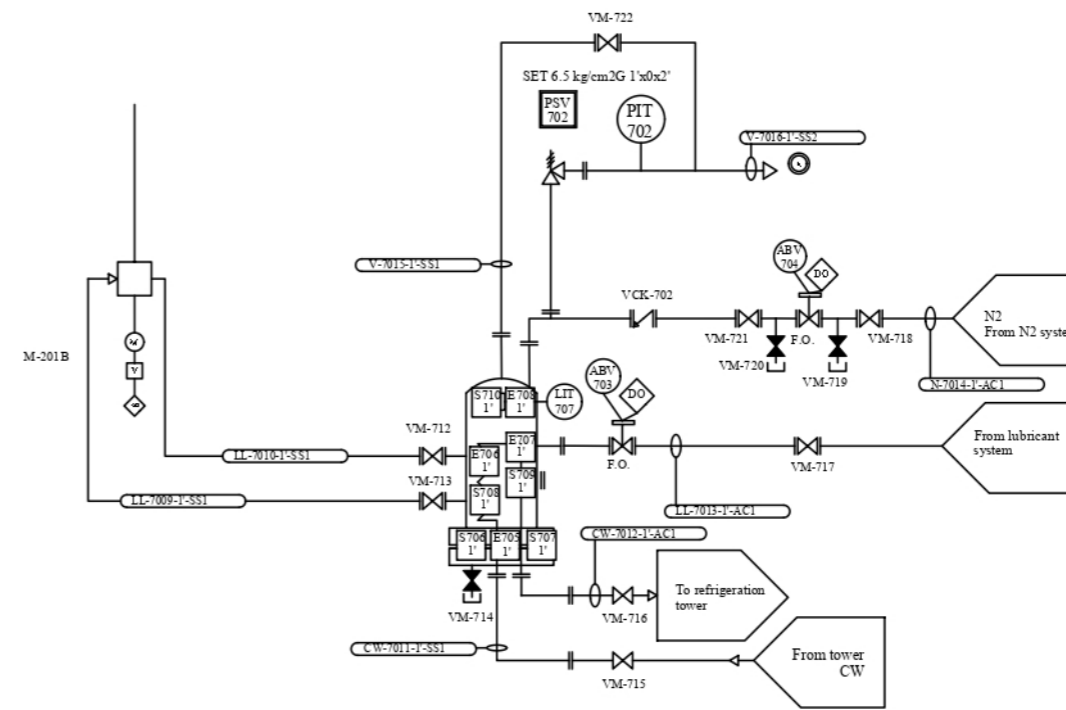 VM-722
SET 6.5 kg/cm2G 1'x0x2'
PSV
702
PIT
702
V-7016-1'-SS2
V-7015-1'-SS1
ABV
704
DO
VCK-702
VM-721
F.O.
VM-718
VM-720
VM-719
N2
From N2 syste
N-7014-1'-AC1
M-201B
V
S710
1'
E708
1'
LIT
707
ABV
703
DO
F.O.
VM-717
From lubricant
system
VM-712
LL-7010-1'-SS1
E706
1'
E707
1'
VM-713
LL-7009-1'-SS1
S708
1'
S709
1'
LL-7013-1'-AC1
CW-7012-1'-AC1
S706
1'
E705
1'
S707
1'
VM-714
VM-716
To refrigeration
tower
CW-7011-1'-SS1
VM-715
From tower
CW